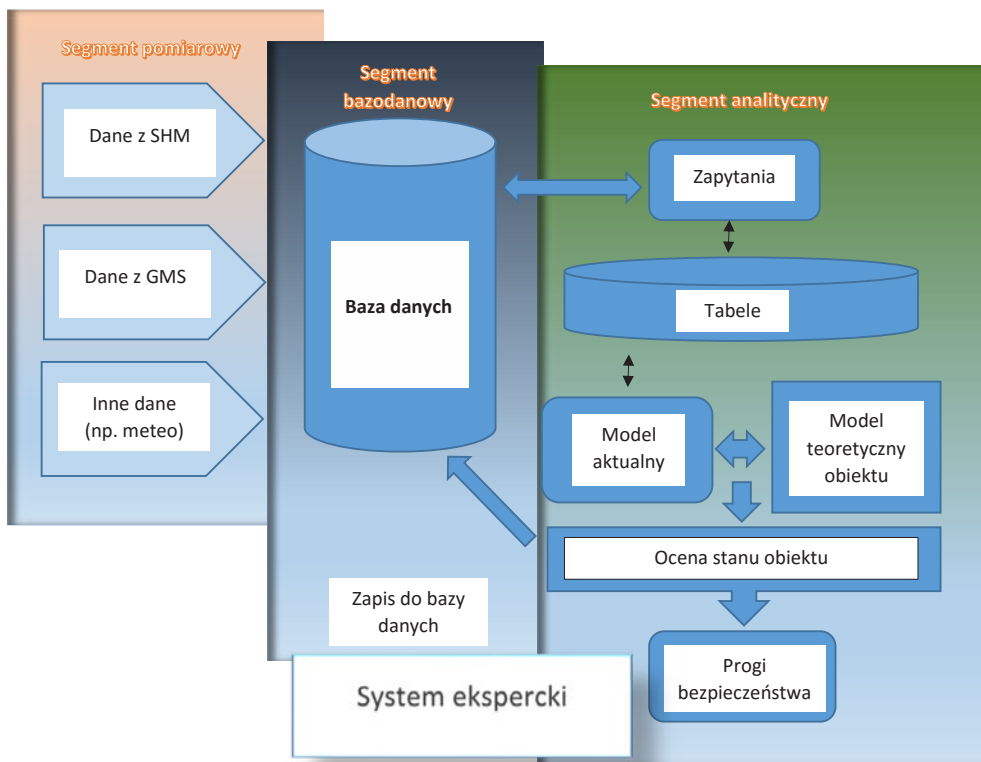 Segment pomiarowy
Dane z SHM
Dane z GMS
Inne dane
(np. meteo)
Segment
bazodanowy
Baza danych
Zapis do bazy
danych
Segment analityczny
Zapytania
Tabele
Model
aktualny
Model
teoretyczny
obiektu
Ocena stanu obiektu
Progi
bezpieczeństwa
System ekspercki